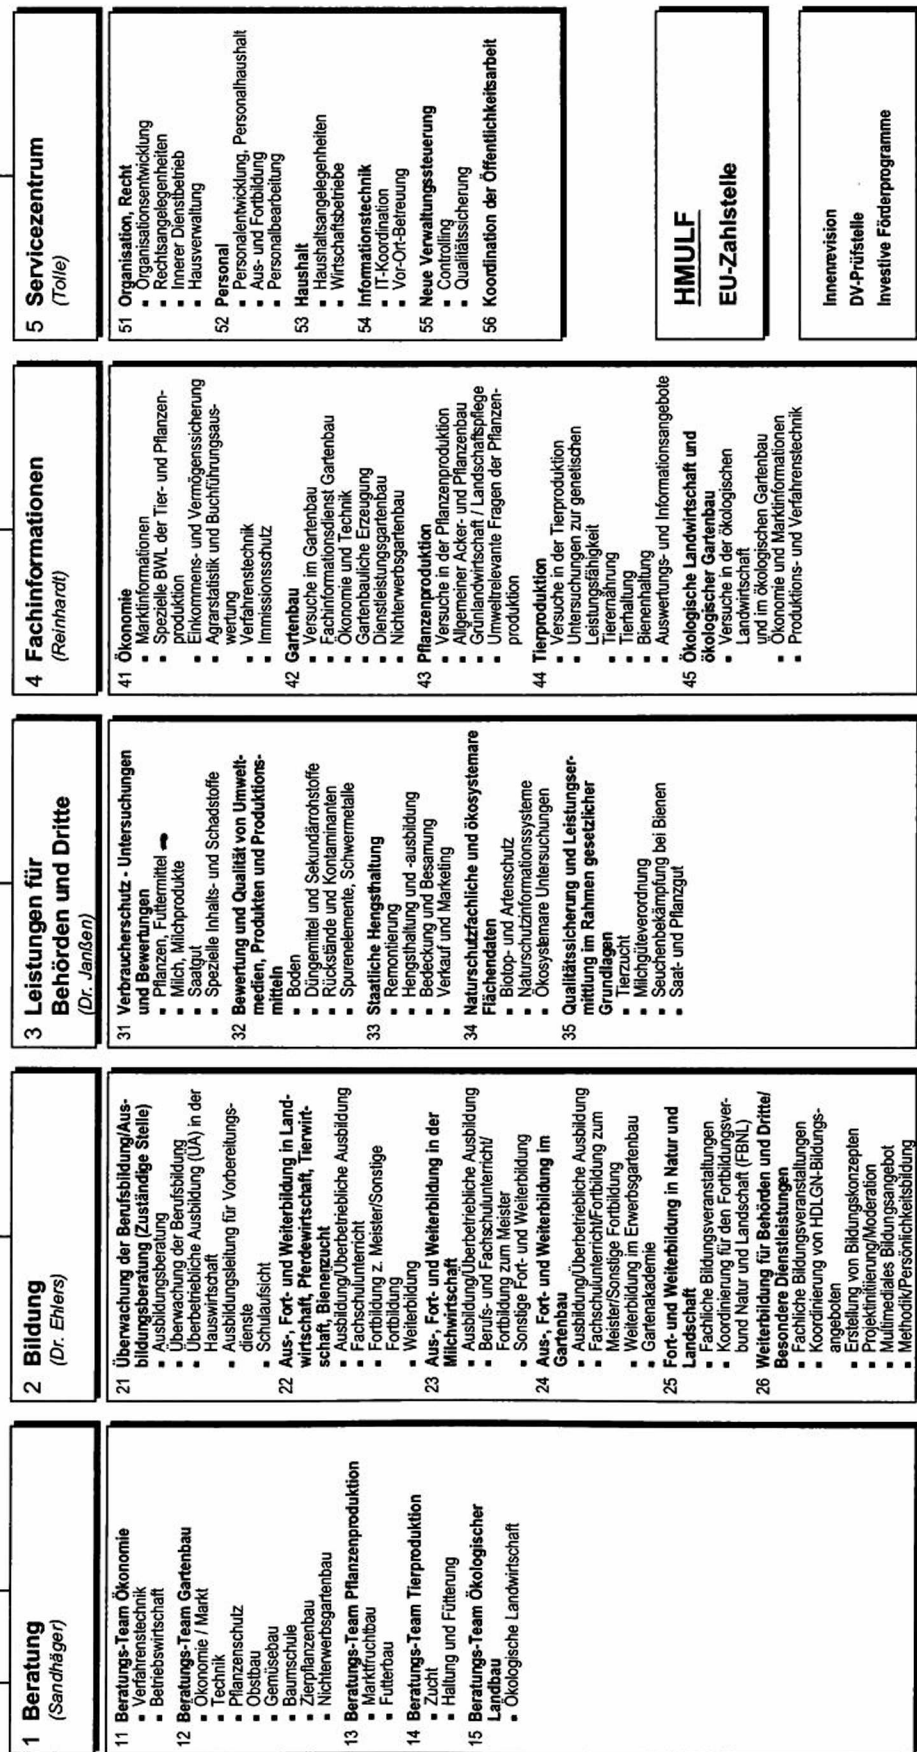 1 Beratung
(Sandhäger)
11 Beratungs-Team Ökonomie
▪ Verfahrenstechnik
▪ Betriebswirtschaft
12 Beratungs-Team Gartenbau
▪ Ökonomie / Markt
▪ Technik
▪ Pflanzenschutz
▪ Obstbau
▪ Gemüsebau
▪ Baumschule
▪ Zierpflanzenbau
▪ Nichterwerbsgartenbau
13 Beratungs-Team Pflanzenproduktion
▪ Marktfruchtbau
▪ Futterbau
14 Beratungs-Team Tierproduktion
▪ Zucht
▪ Haltung und Fütterung
15 Beratungs-Team Ökologischer
Landbau
▪ Ökologische Landwirtschaft
2 Bildung
(Dr. Ehlers)
21 Überwachung der Berufsbildung/Aus-
bildungsberatung (Zuständige Stelle)
▪ Ausbildungsberatung
▪ Überwachung der Berufsbildung
▪ Überbetriebliche Ausbildung (ÜA) in der
Hauswirtschaft
▪ Ausbildungsleitung für Vorbereitungs-
dienste
▪ Schulaufsicht
22 Aus-, Fort- und Weiterbildung in Land-
wirtschaft, Pferdewirtschaft, Tierwirt-
schaft, Bienenzucht
▪ Ausbildung/Überbetriebliche Ausbildung
▪ Fachschulunterricht
▪ Fortbildung z. Meister/Sonstige
Fortbildung
▪ Weiterbildung
23 Aus-, Fort- und Weiterbildung in der
Milchwirtschaft
▪ Ausbildung/Überbetriebliche Ausbildung
▪ Berufs- und Fachschulunterricht/
Fortbildung zum Meister
▪ Sonstige Fort- und Weiterbildung
24 Aus-, Fort- und Weiterbildung im
Gartenbau
▪ Ausbildung/Überbetriebliche Ausbildung
▪ Fachschulunterricht/Fortbildung zum
Meister/Sonstige Fortbildung
▪ Weiterbildung im Erwerbsgartenbau
▪ Gartenakademie
25 Fort-und Weiterbildung in Natur und
Landschaft
▪ Fachliche Bildungsveranstaltungen
▪ Koordinierung für den Fortbildungsver-
bund Natur und Landschaft (FBNL)
26 Weiterbildung für Behörden und Dritte/
Besondere Dienstleistungen
▪ Fachliche Bildungsveranstaltungen
▪ Koordinierung von HDLGN-Bildungs-
angeboten
▪ Erstellung von Bildungskonzepten
▪ Projektinitiierung/Moderation
▪ Multimediales Bildungsangebot
▪ Methodik/Persönlichkeitsbildung
3 Leistungen für
Behörden und Dritte
(Dr. Janßen)
31 Verbraucherschutz - Untersuchungen
und Bewertungen
▪ Pflanzen, Futtermittel
▪ Milch, Milchprodukte
▪ Saatgut
▪ Spezielle Inhalts- und Schadstoffe
32 Bewertung und Qualität von Umwelt-
medien, Produkten und Produktions-
mitteln
▪ Boden
▪ Düngemittel und Sekundärrohstoffe
▪ Rückstände und Kontaminanten
▪ Spurenelemente, Schwermetalle
33 Staatliche Hengsthaltung
▪ Remontierung
▪ Hengsthaltung und -ausbildung
▪ Bedeckung und Besamung
▪ Verkauf und Marketing
34 Naturschutzfachliche und ökosystemare
Flächendaten
▪ Biotop- und Artenschutz
▪ Naturschutzinformationssysteme
▪ Ökosystemare Untersuchungen
35 Qualitätssicherung und Leistungser-
mittlung im Rahmen gesetzlicher
Grundlagen
▪ Tierzucht
▪ Milchgüteverordnung
▪ Seuchenbekämpfung bei Bienen
▪ Saat- und Pflanzgut
4 Fachinformationen
(Reinhardt)
41 Ökonomie
▪ Marktinformationen
▪ Spezielle BWL der Tier- und Pflanzen-
produktion
▪ Einkommens- und Vermögenssicherung
▪ Agrarstatistik und Buchführungsaus-
wertung
▪ Verfahrenstechnik
▪ Immissionsschutz
42 Gartenbau
▪ Versuche im Gartenbau
▪ Fachinformationsdienst Gartenbau
▪ Ökonomie und Technik
▪ Gartenbauliche Erzeugung
▪ Dienstleistungsgartenbau
▪ Nichterwerbsgartenbau
43 Pflanzenproduktion
▪ Versuche in der Pflanzenproduktion
▪ Allgemeiner Acker- und Pflanzenbau
▪ Grünlandwirtschaft / Landschaftspflege
▪ Umweltrelevante Fragen der Pflanzen-
produktion
44 Tierproduktion
▪ Versuche in der Tierproduktion
▪ Untersuchungen zur genetischen
Leistungsfähigkeit
▪ Tierernährung
▪ Tierhaltung
▪ Bienenhaltung
▪ Auswertungs- und Informationsangebote
45 Ökologische Landwirtschaft und
ökologischer Gartenbau
▪ Versuche in der ökologischen
Landwirtschaft
und im ökologischen Gartenbau
▪ Ökonomie und Marktinformationen
▪ Produktions- und Verfahrenstechnik
5 Servicezentrum
(Tolle)
51 Organisation, Recht
▪ Organisationsentwicklung
▪ Rechtsangelegenheiten
▪ Innerer Dienstbetrieb
▪ Hausverwaltung
52 Personal
▪ Personalentwicklung, Personalhaushalt
▪ Aus- und Fortbildung
▪ Personalbearbeitung
53 Haushalt
▪ Haushaltsangelegenheiten
▪ Wirtschaftsbetriebe
54 Informationstechnik
▪ IT-Koordination
▪ Vor-Ort-Betreuung
55 Neue Verwaltungssteuerung
▪ Controlling
▪ Qualitätssicherung
56 Koordination der Öffentlichkeitsarbeit
HMULF
EU-Zahlstelle
Innenrevision
DV-Prüfstelle
Investive Förderprogramme